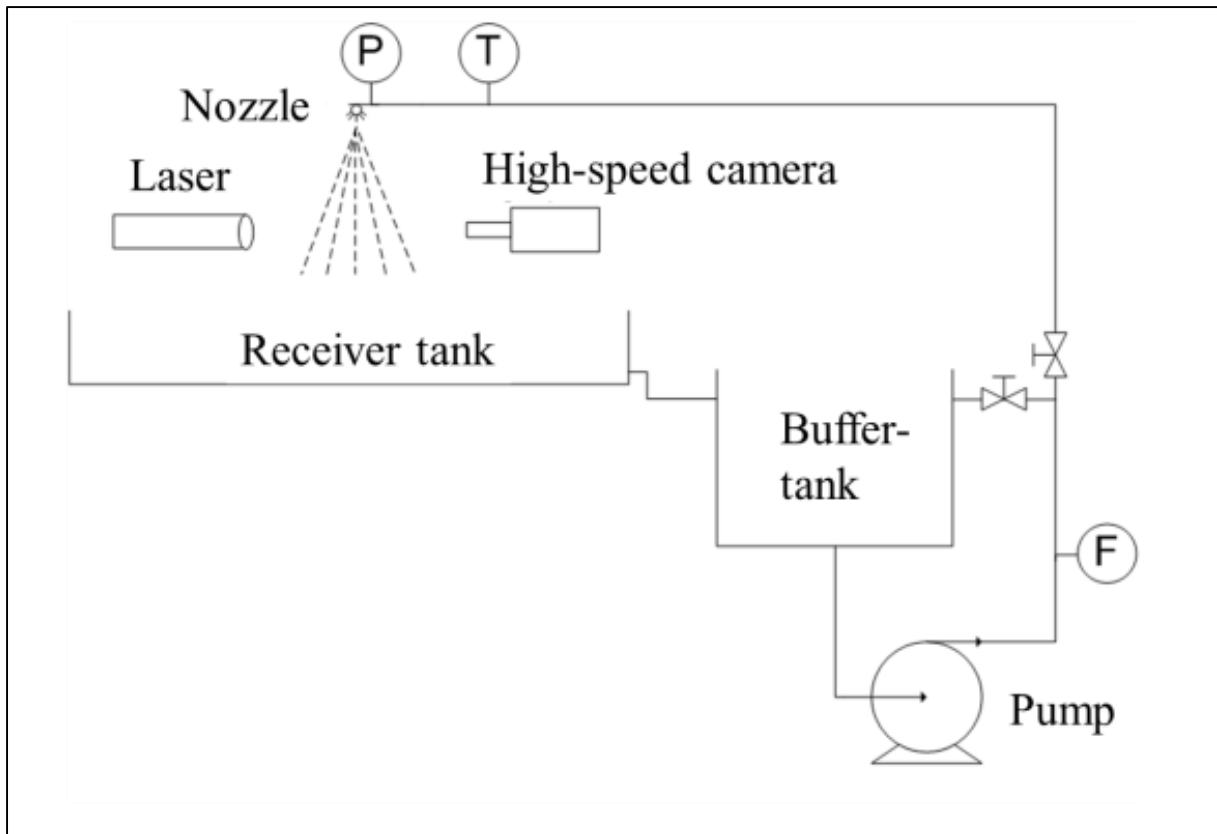 P
T
Nozzle
Laser
High-speed camera
Receiver tank
Buffer-
tank
F
Pump